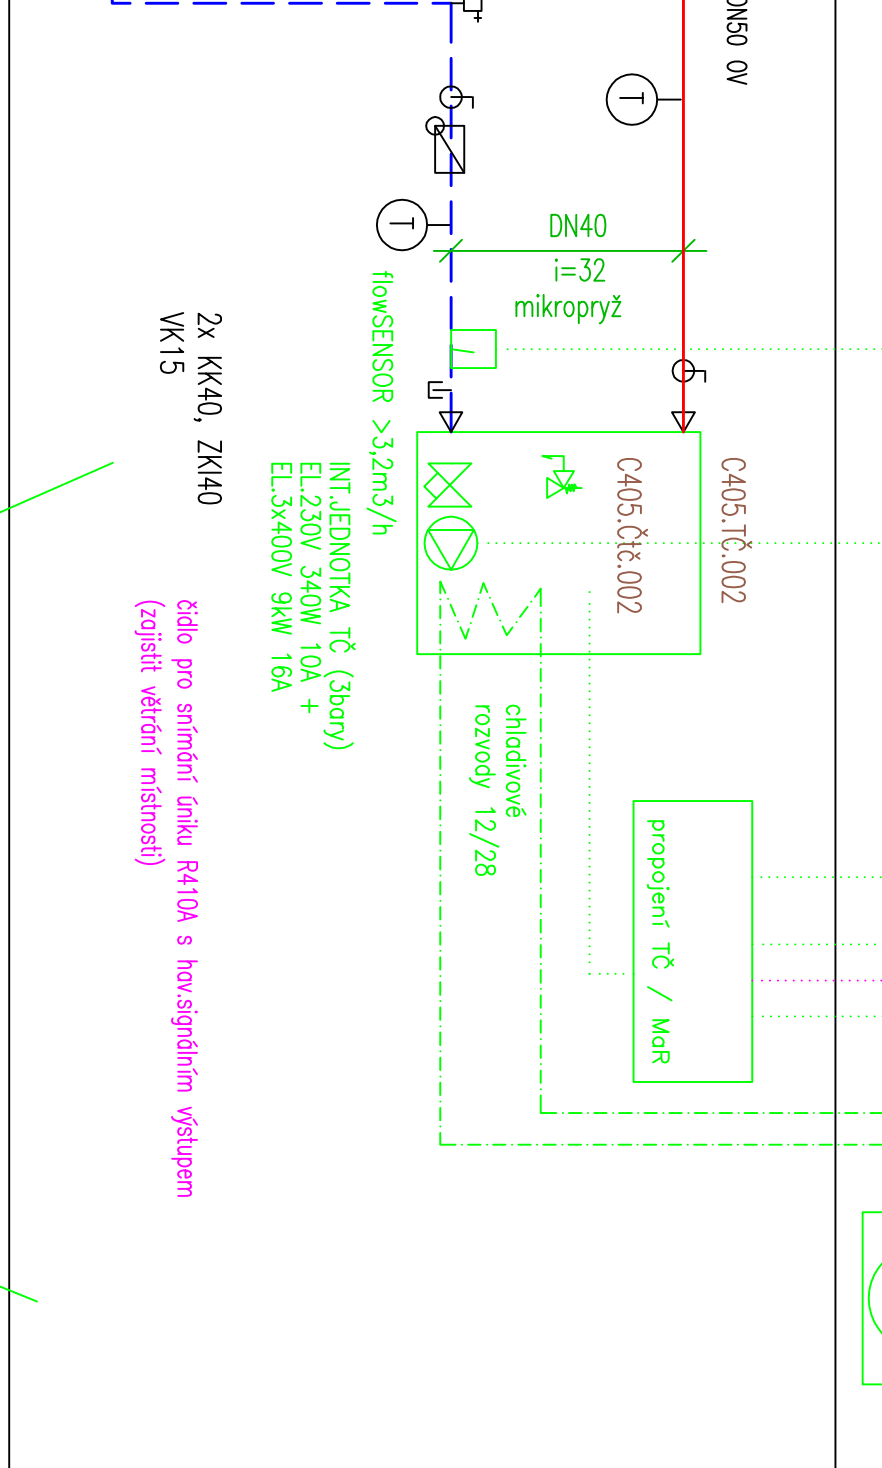 DN50 OV
T
T
DN40
i=32
mikropryž
flowSENSOR >3,2m3/h
2x KK40, ZKI40
VK15
C405.TČ.002
C405.Čtč.002
INT.JEDNOTKA TČ (3bary)
EL.230V 340W 10A +
EL.3x400V 9kW 16A
chladivové
rozvody 12/28
propojení TČ / MaR
čidlo pro snímání úniku R410A s hav.signálním výstupem
(zajistit větrání místnosti)